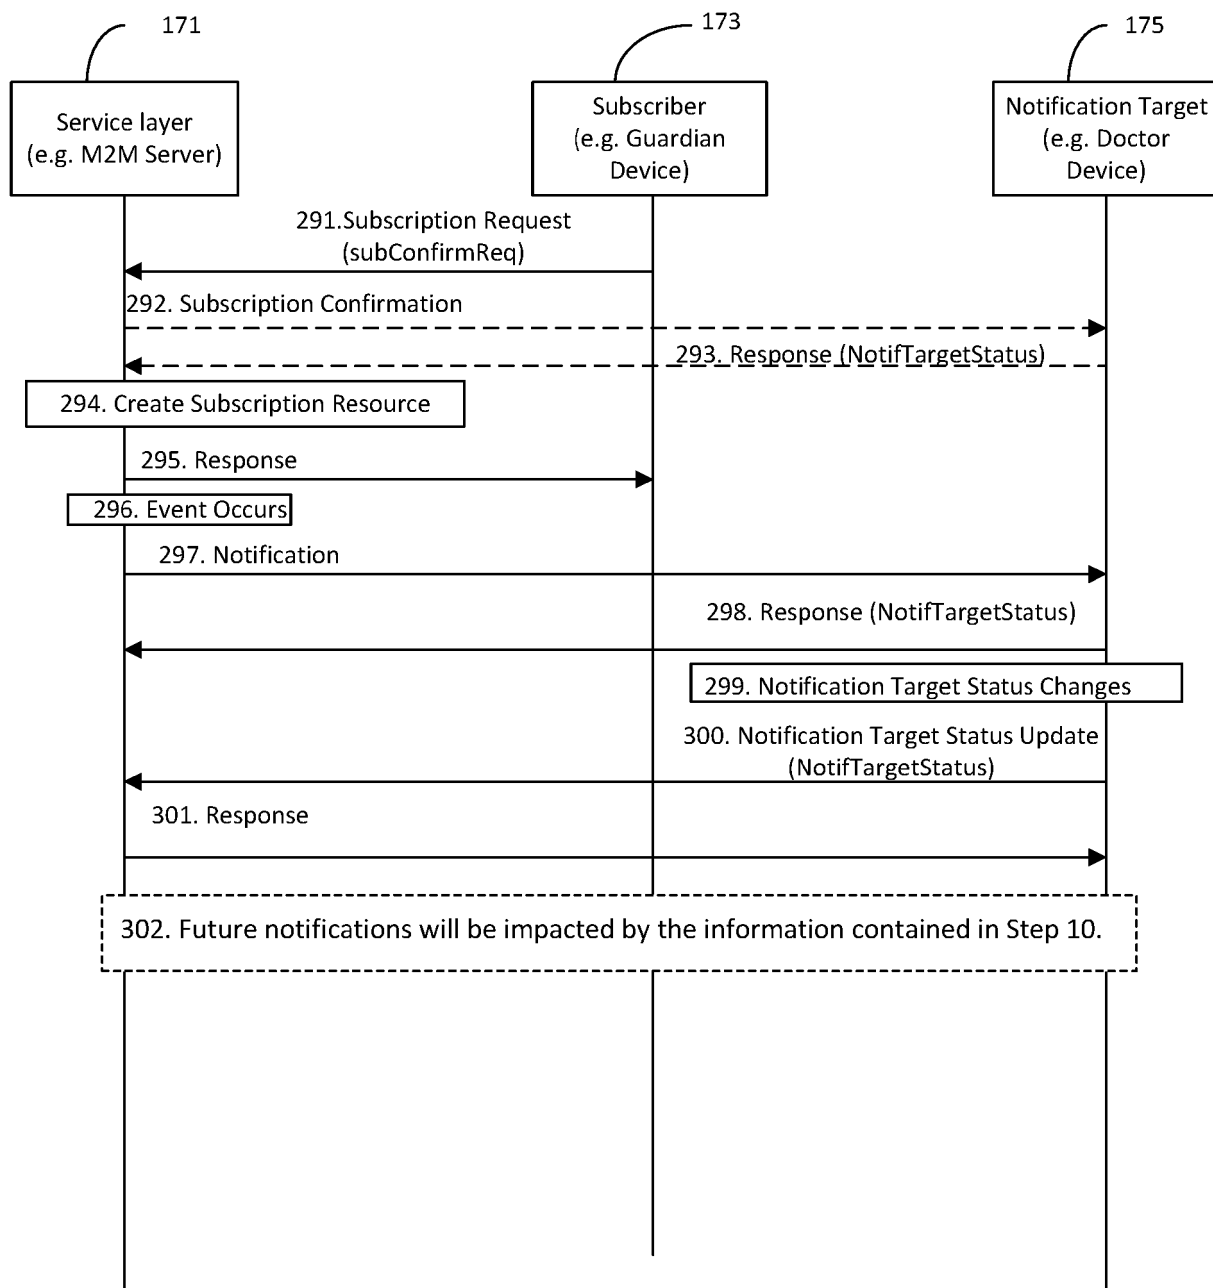 171
173
175
Service layer
(e.g. M2M Server)
Subscriber
(e.g. Guardian
Device)
Notification Target
(e.g. Doctor
Device)
291.Subscription Request
(subConfirmReq)
292. Subscription Confirmation
293. Response (NotifTargetStatus)
294. Create Subscription Resource
295. Response
296. Event Occurs
297. Notification
298. Response (NotifTargetStatus)
299. Notification Target Status Changes
300. Notification Target Status Update
(NotifTargetStatus)
301. Response
302. Future notifications will be impacted by the information contained in Step 10.